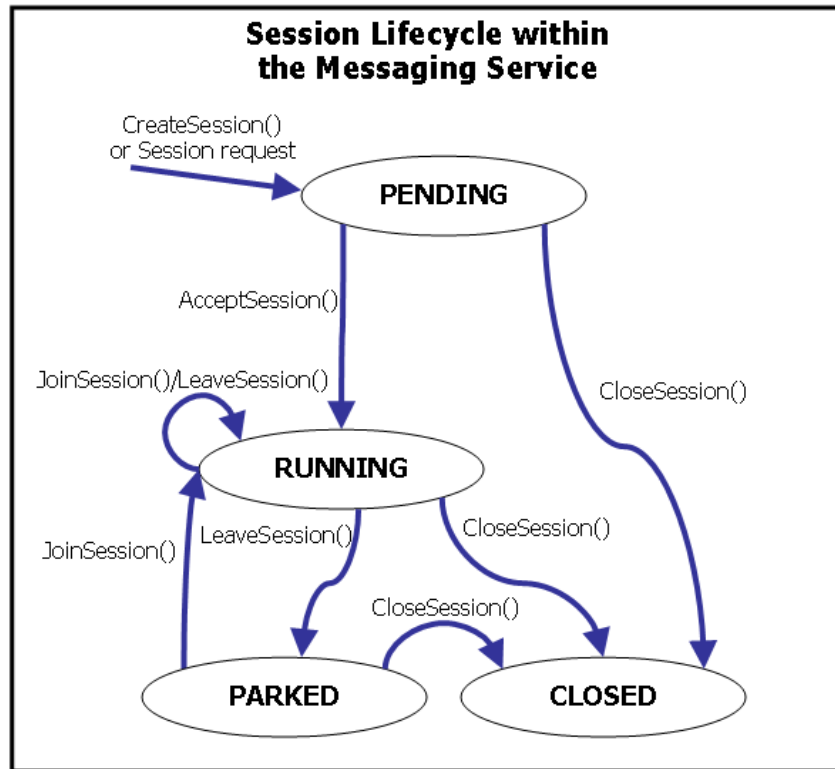 Session Lifecycle within
the Messaging Service
CreateSession()
or Session request
PENDING
AcceptSession()
JoinSession()/LeaveSession()
CloseSession()
RUNNING
LeaveSession()
CloseSession()
JoinSession()
CloseSession()
PARKED
CLOSED